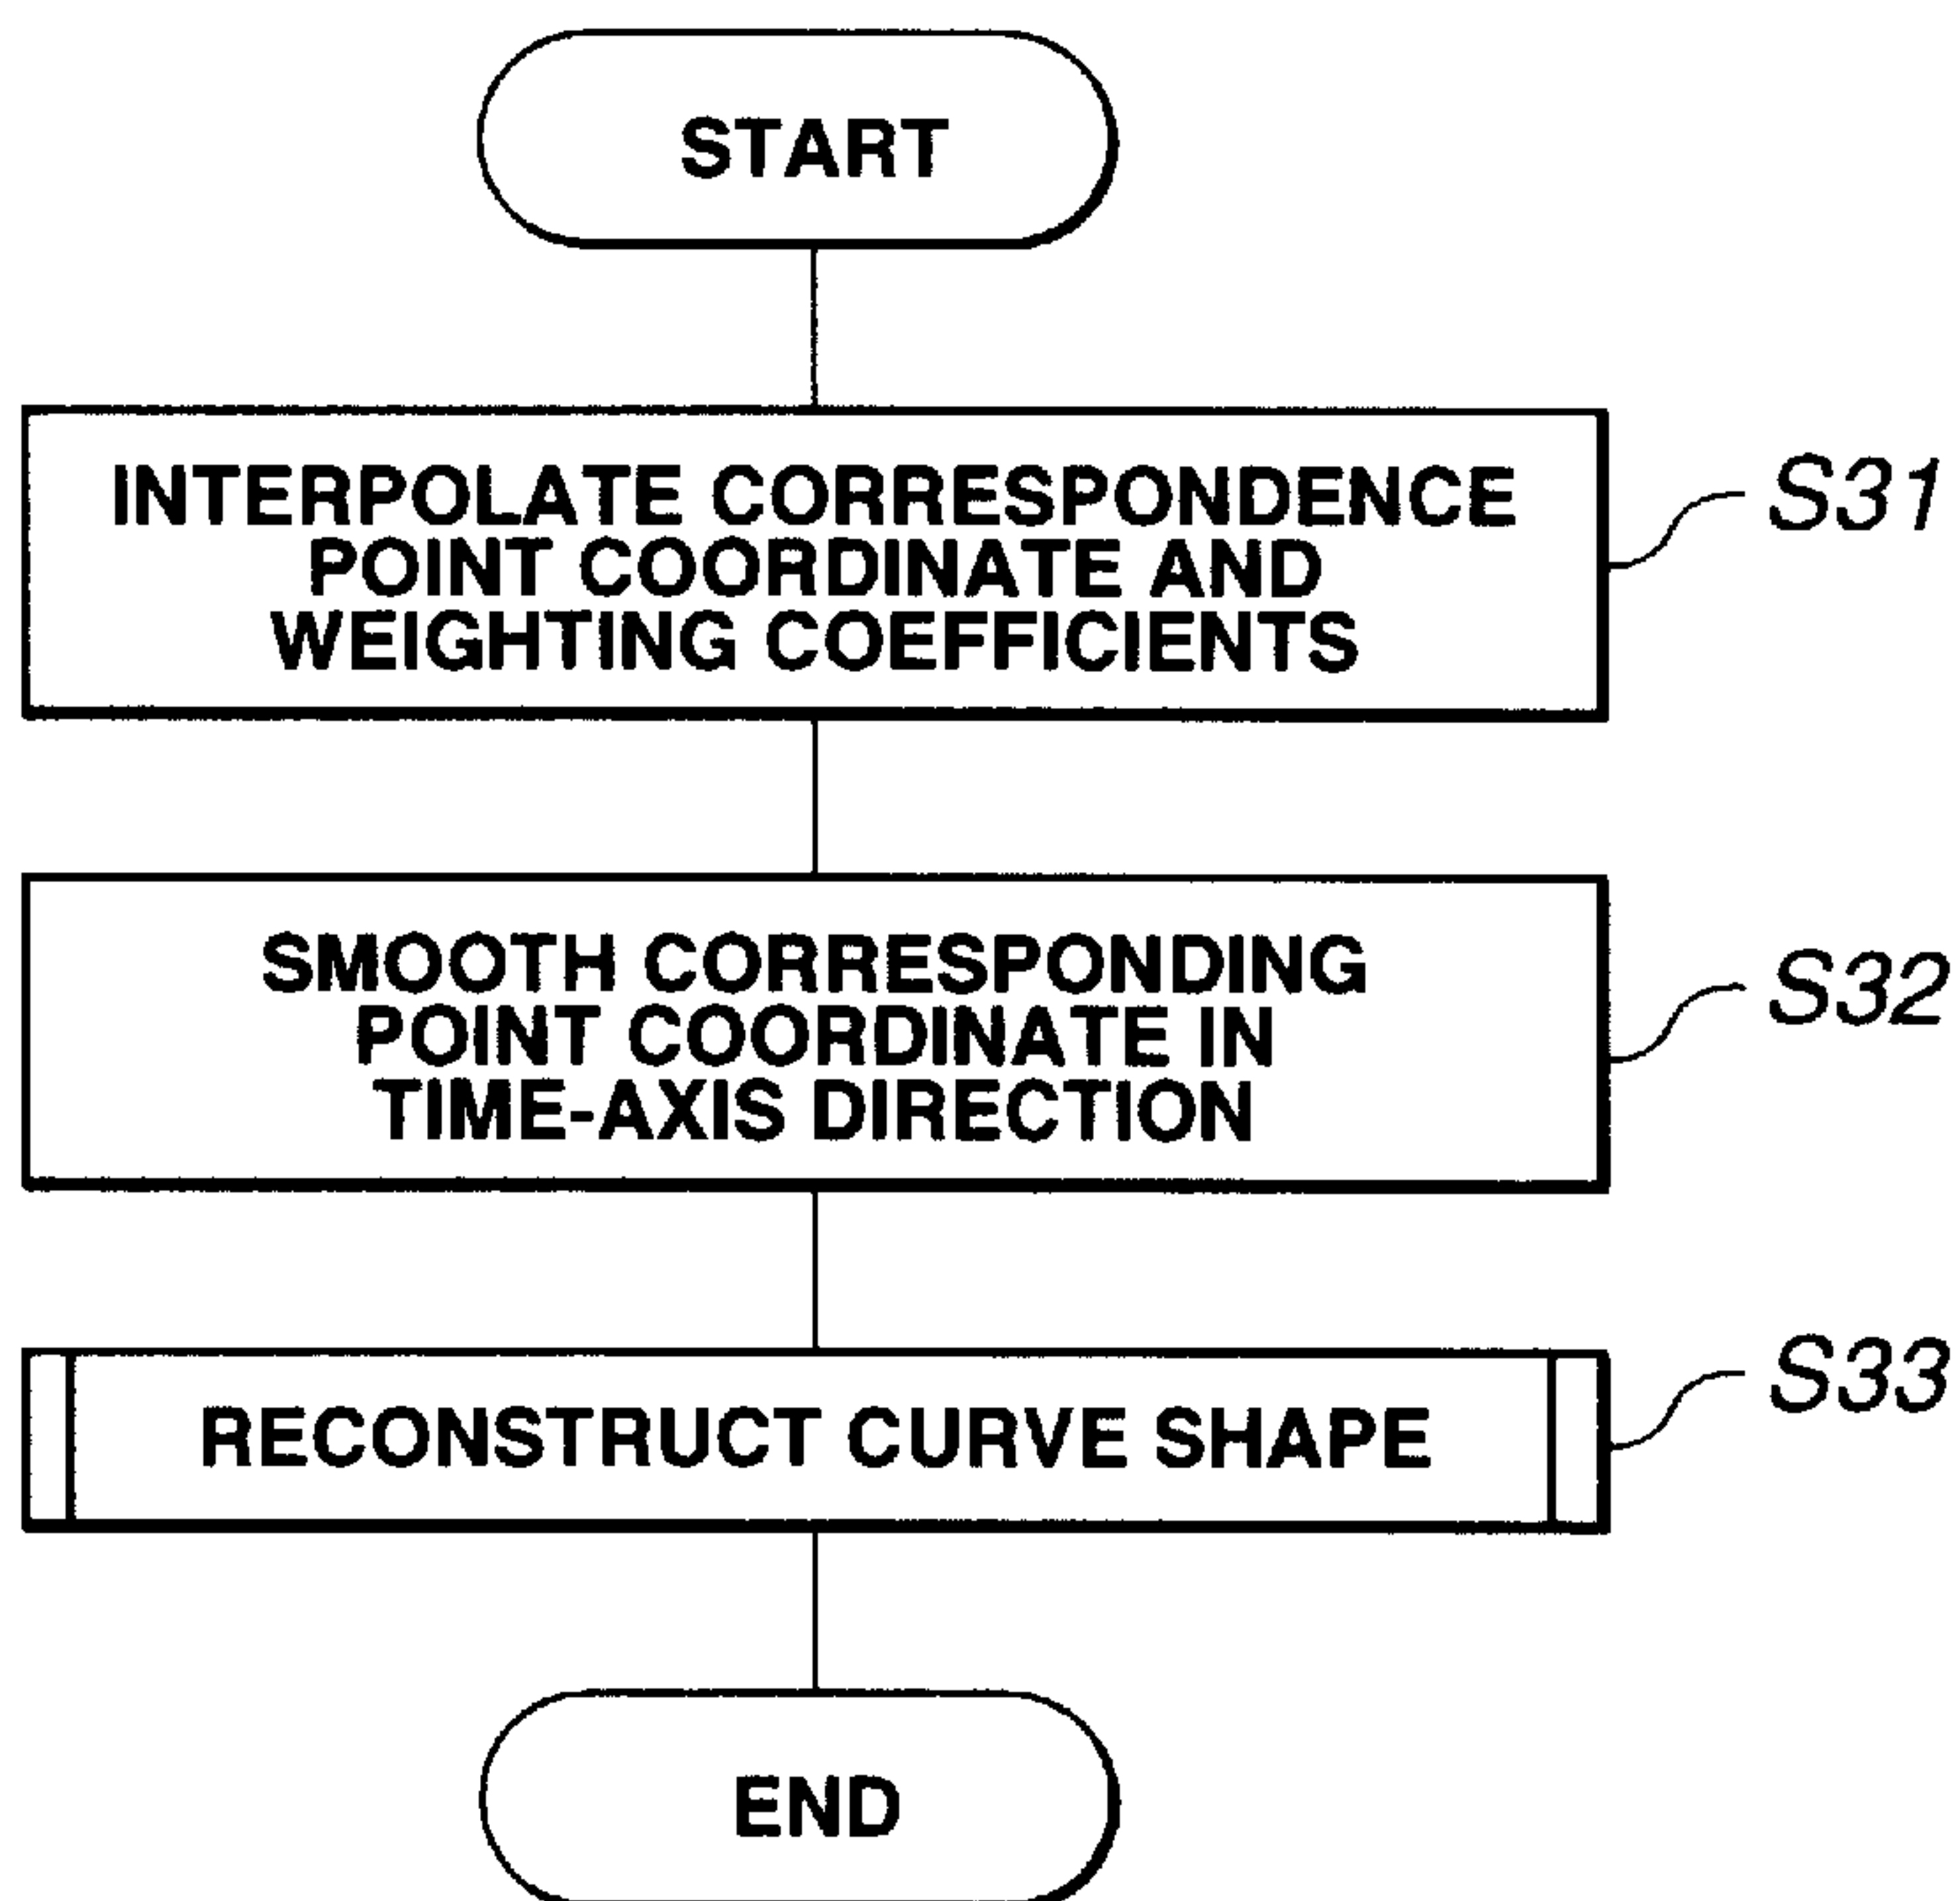 START
INTERPOLATE CORRESPONDENCE
POINT COORDINATE AND
WEIGHTING COEFFICIENTS
S31
SMOOTH CORRESPONDING
POINT COORDINATE IN
TIME-AXIS DIRECTION
S32
RECONSTRUCT CURVE SHAPE
S33
END